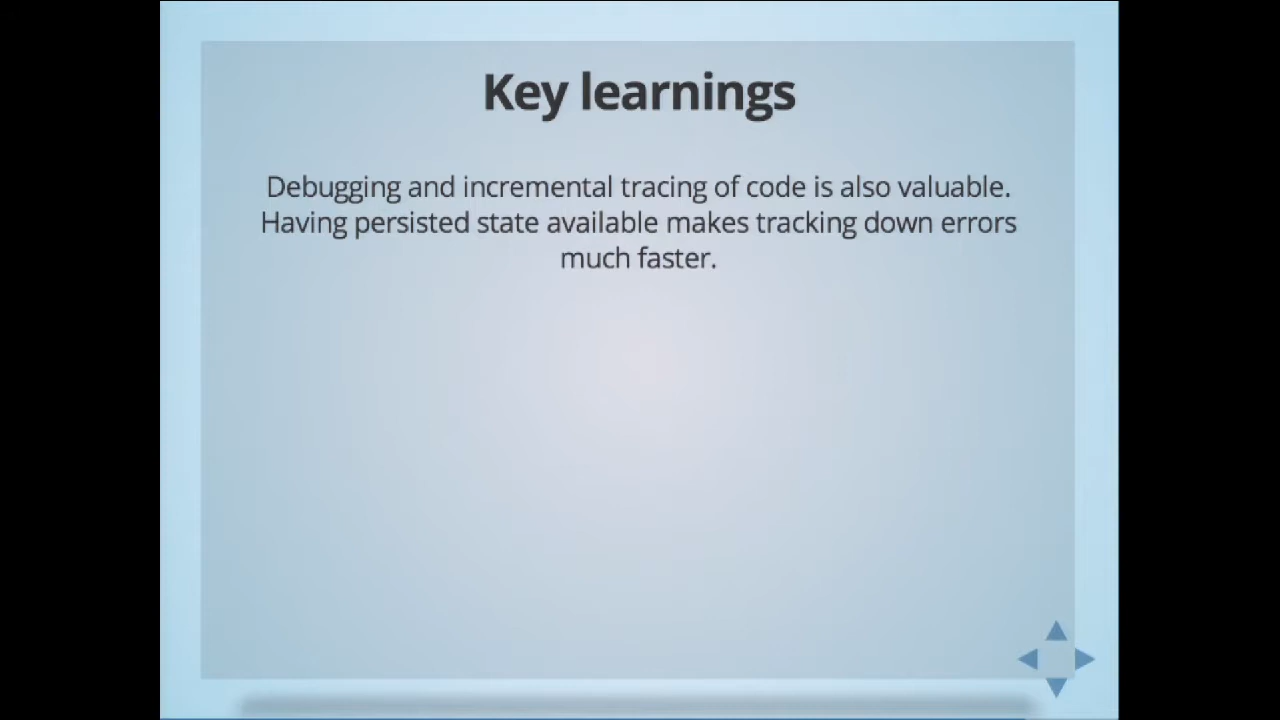 Key learnings
Debugging and incremental tracing of code is also valuable.
Having persisted state available makes tracking down errors
much faster.